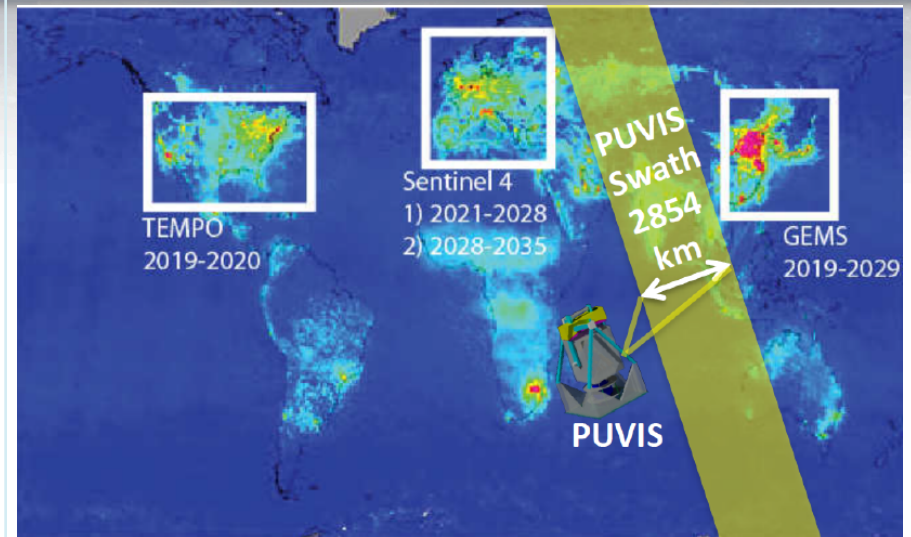 TEMPO
2019-2020
Sentinel 4
1) 2021-2028
2) 2028-2035
PUVIS
Swath
2854
km
GEMS
2019-2029
PUVIS